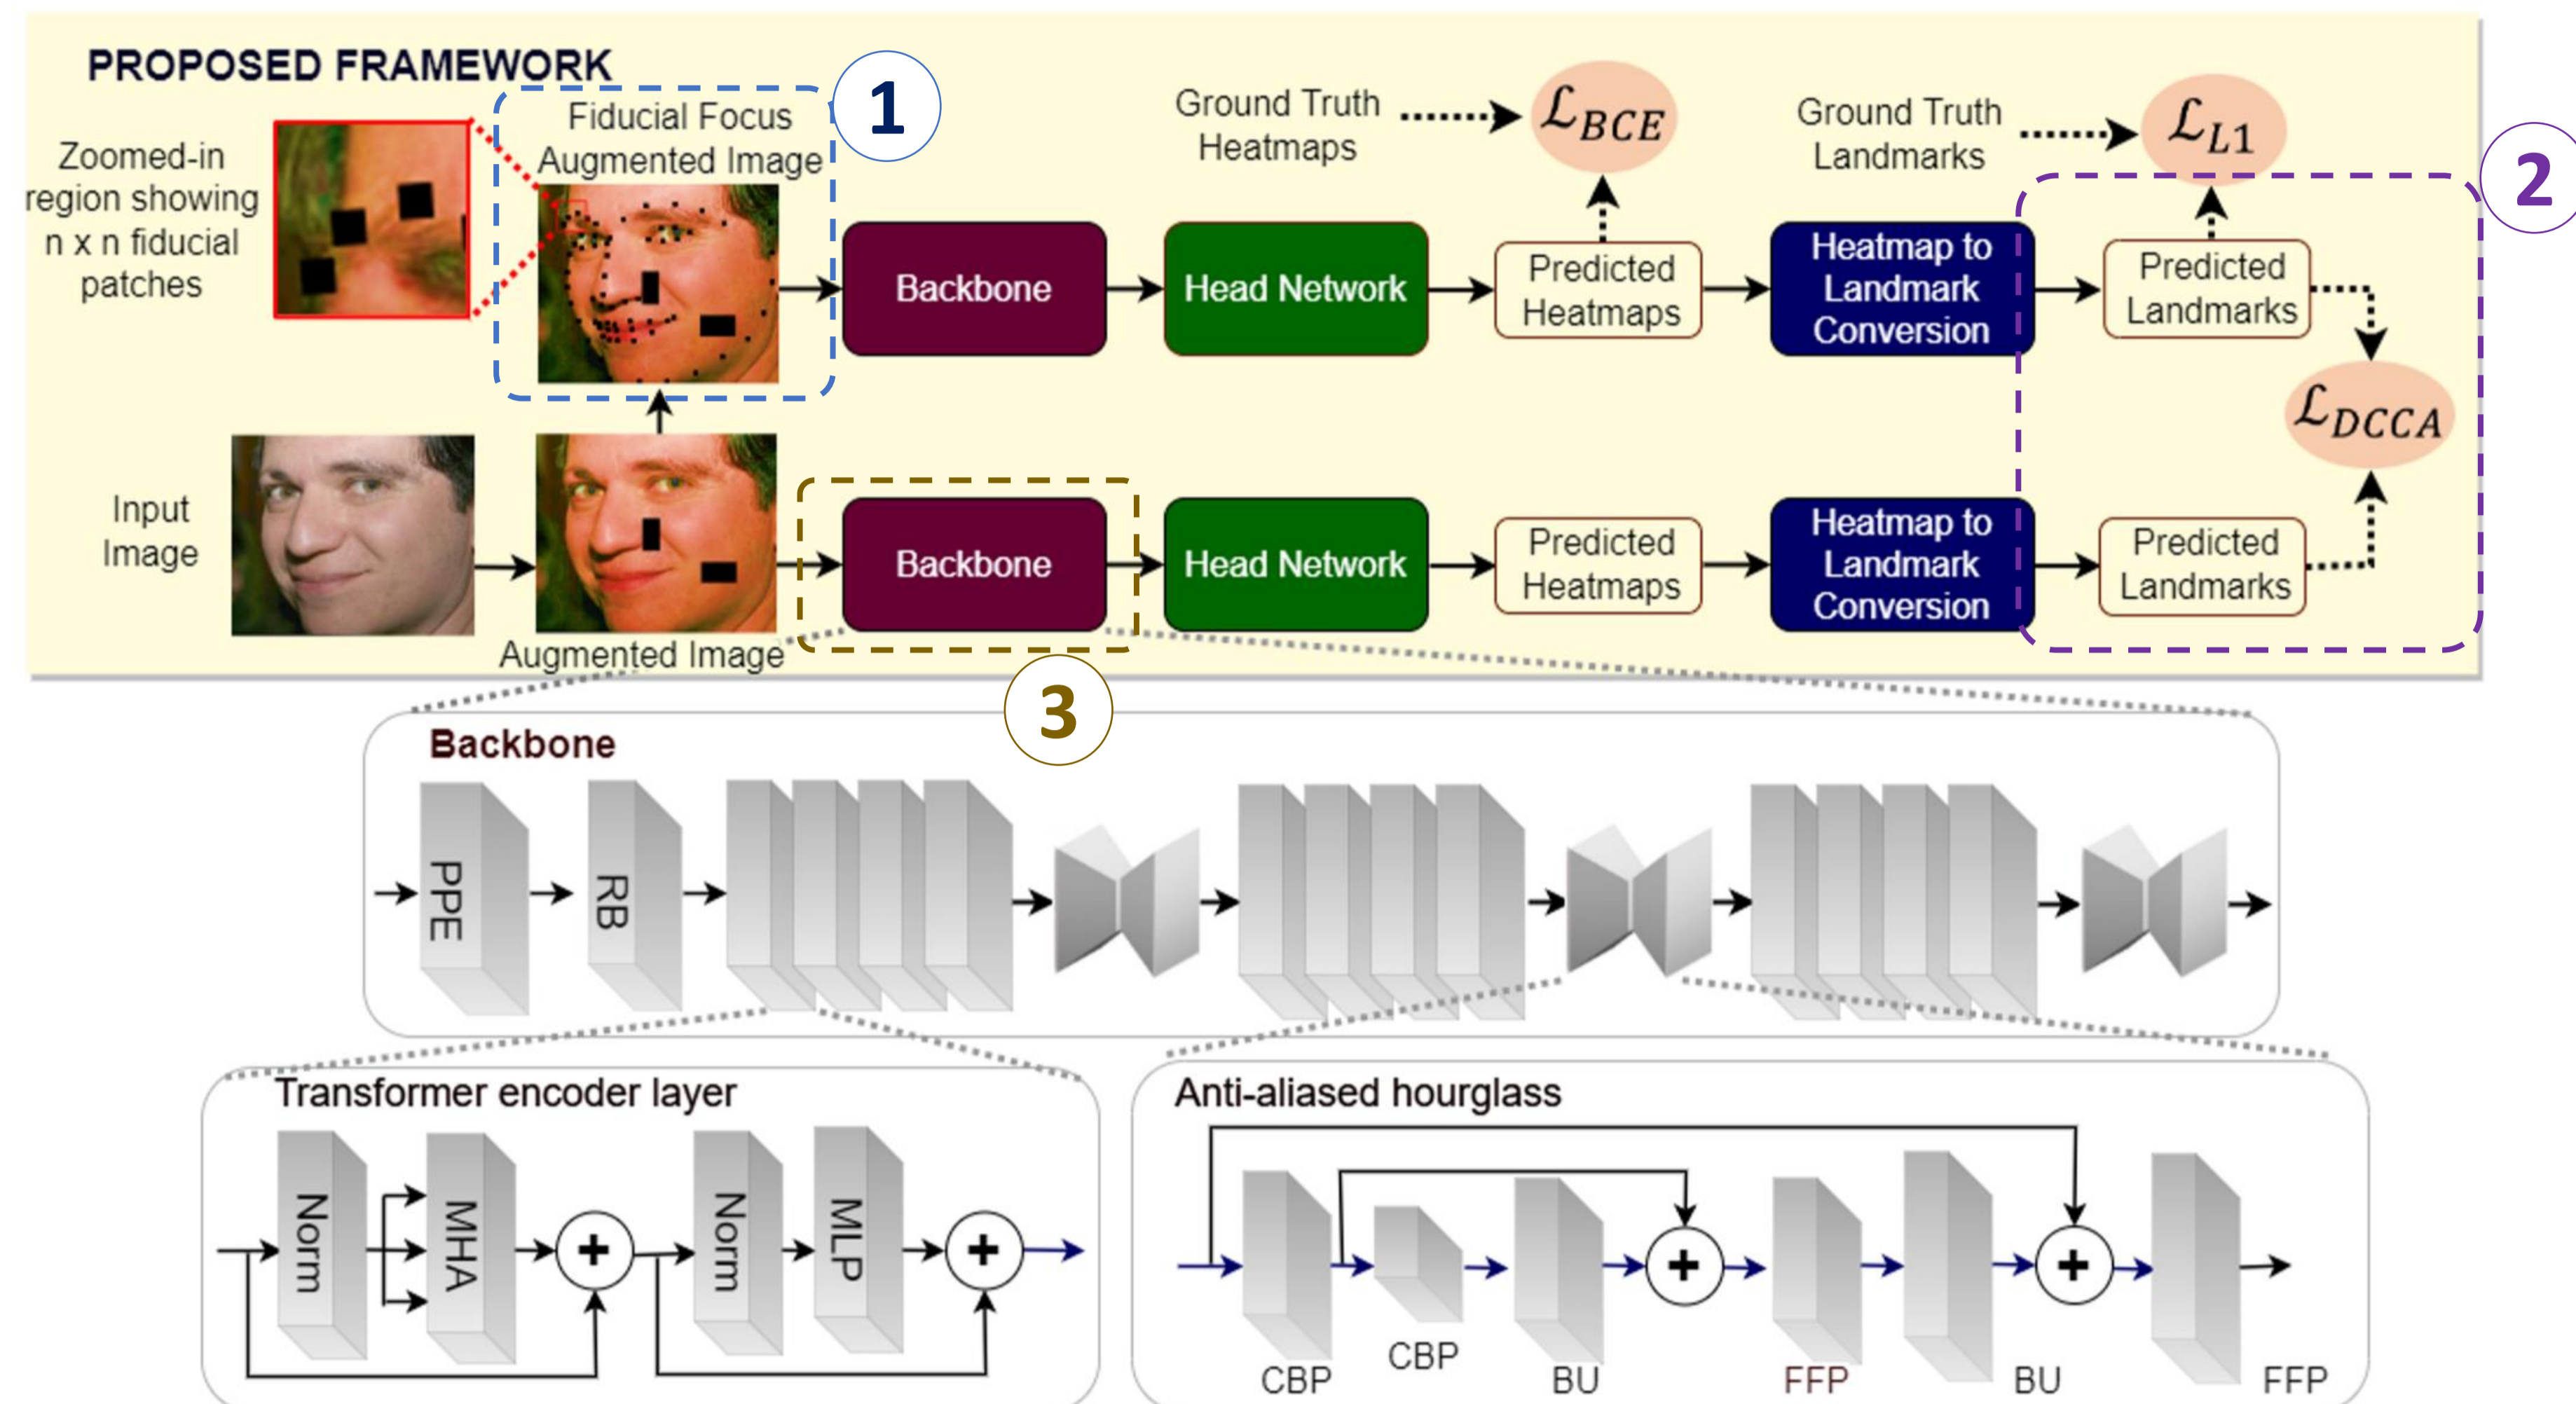 PROPOSED FRAMEWORK
1
Fiducial Focus
Augmented Image
Zoomed-in
region showing
n x n fiducial
patches
Ground Truth
Heatmaps
ℒBCE
Ground Truth
Landmarks
ℒL1
2
Backbone
Head Network
Predicted
Heatmaps
Heatmap to
Landmark
Conversion
Predicted
Landmarks
ℒDCCA
Input
Image
Augmented Image
Backbone
Head Network
Predicted
Heatmaps
Heatmap to
Landmark
Conversion
Predicted
Landmarks
3
Backbone
PPE
RB
Transformer encoder layer
Norm
MHA
+
Norm
MLP
+
Anti-aliased hourglass
+
+
CBP
CBP
BU
FFP
BU
FFP